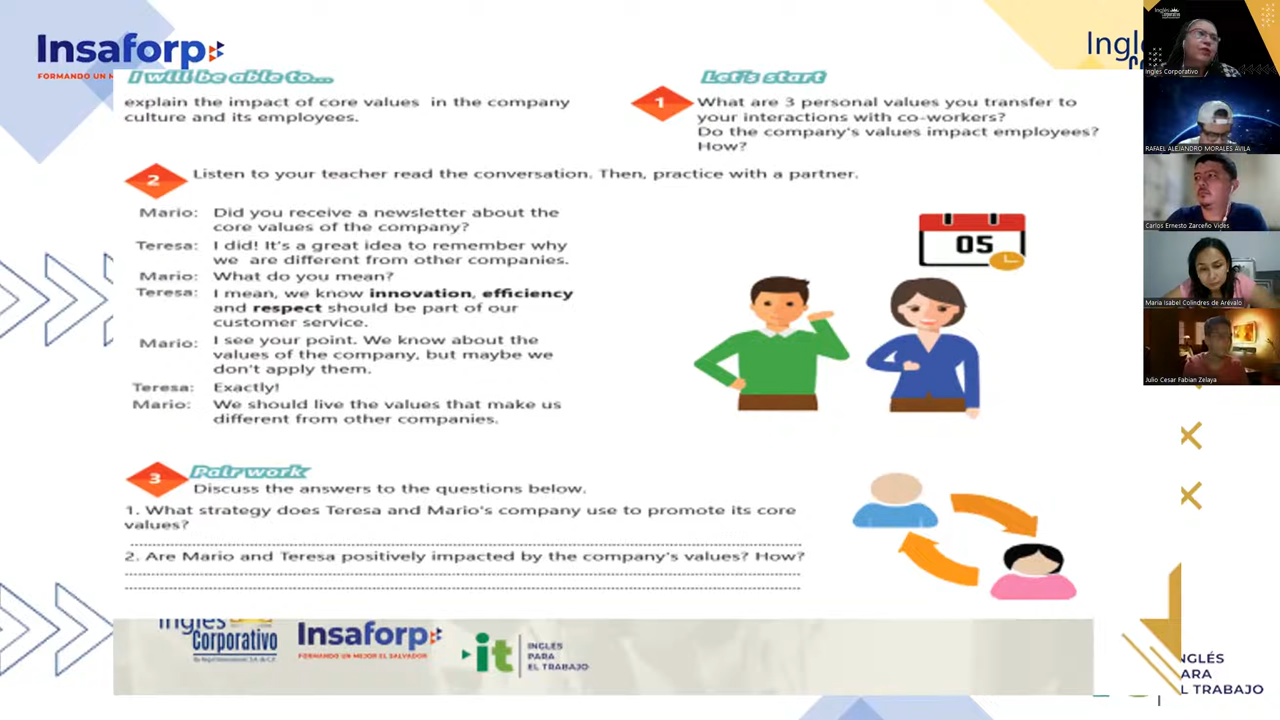 Insaforp
FORMANDO UN M
Ingl
I will be able to...
explain the impact of core values in the company
culture and its employees.
Let's start
1
What are 3 personal values you transfer to
your interactions with co-workers?
Do the company's values impact employees?
How?
2
Listen to your teacher read the conversation. Then, practice with a partner.
Mario: Did you receive a newsletter about the
core values of the company?
Teresa: I did! It's a great idea to remember why
we are different from other companies.
Mario: What do you mean?
Teresa: I mean, we know innovation, efficiency
and respect should be part of our
customer service.
Mario: I see your point. We know about the
values of the company, but maybe we
don't apply them.
Teresa: Exactly!
Mario: We should live the values that make us
different from other companies.
05
3
Pair work
Discuss the answers to the questions below.
1. What strategy does Teresa and Mario's company use to promote its core
values?
2. Are Mario and Teresa positively impacted by the company's values? How?
Inglés
Corporativo
Insaforp
FORMANDO UN MEJOR EL SALVADOR
it
INGLÉS
PARA
EL TRABAJO
NGLÉS
ARA
L TRABAJO
Inglés
Corporativo
Ingles Corporativo
RAFAEL ALEJANDRO MORALES AVILA
Carlos Ernesto Zarceño Vides
Maria Isabel Colindres de Arévalo
Julio Cesar Fabian Zelaya